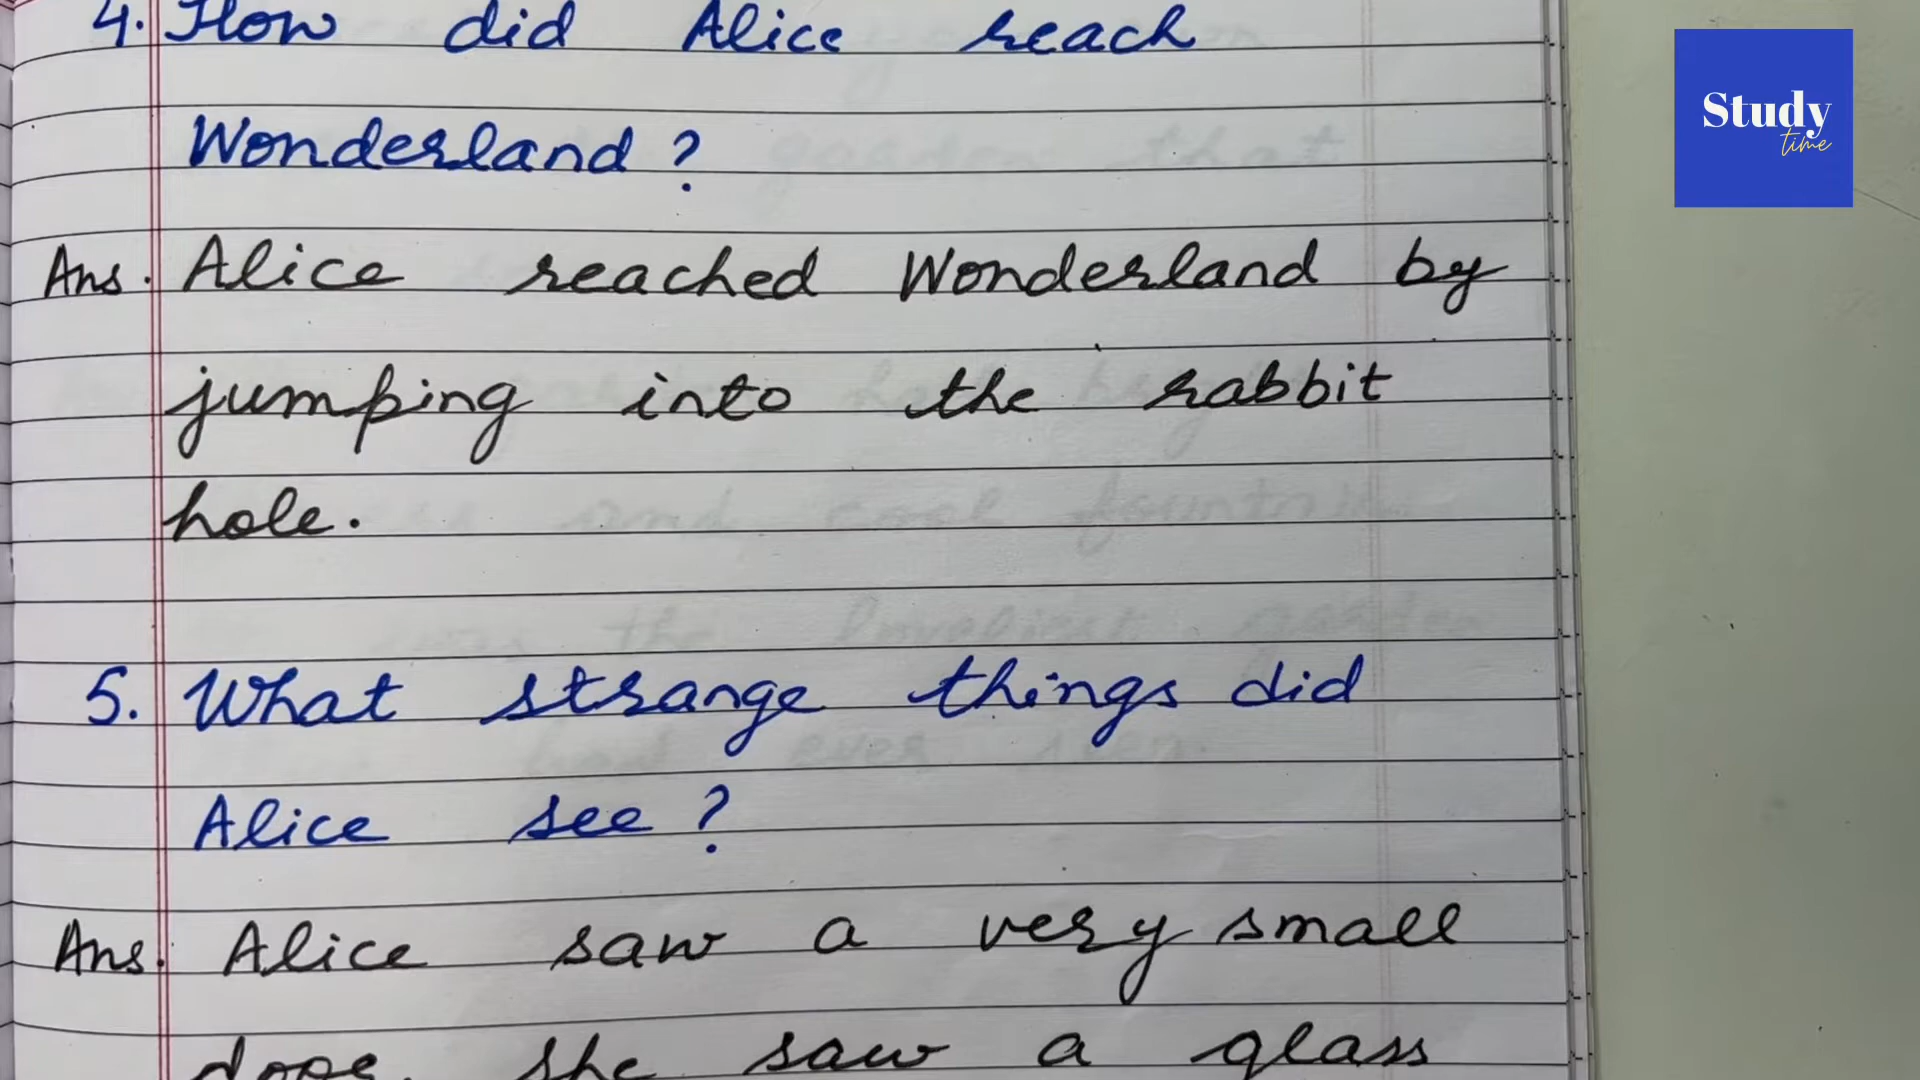 4. How did Alice reach
Wonderland?
Ans. Alice reached Wonderland by
jumping into the rabbit
hole.
5. What strange things did
Alice see?
Ans. Alice saw a very small
door. She saw a glass
Study
time